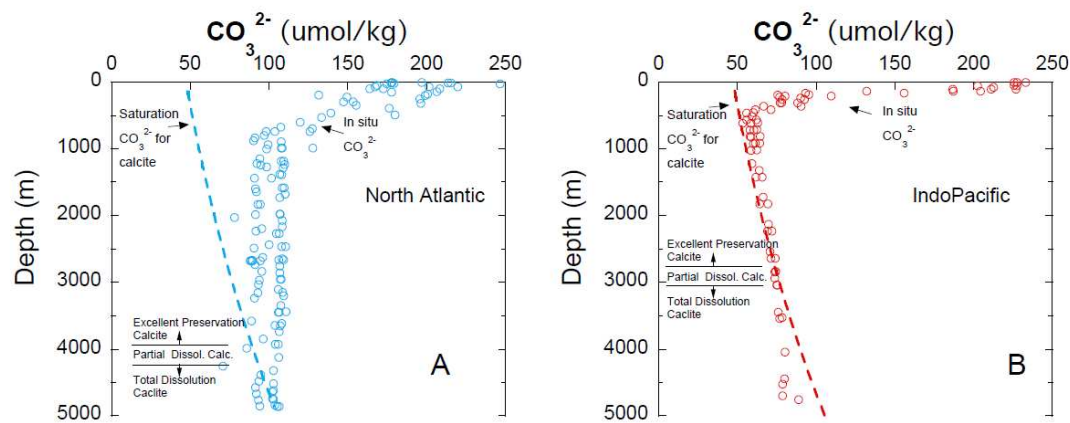 CO3 2- (umol/kg)
0 50 100 150 200 250
0
1000
2000
3000
4000
5000
Depth (m)
Saturation
CO3 2- for
calcite
In situ
CO3 2-
North Atlantic
Excellent Preservation
Calcite
Partial Dissol. Calc.
Total Dissolution
Caclite
A
CO3 2- (umol/kg)
0 50 100 150 200 250
0
1000
2000
3000
4000
5000
Depth (m)
Saturation
CO3 2- for
calcite
In situ
CO3 2-
IndoPacific
Excellent Preservation
Calcite
Partial Dissol. Calc.
Total Dissolution
Caclite
B